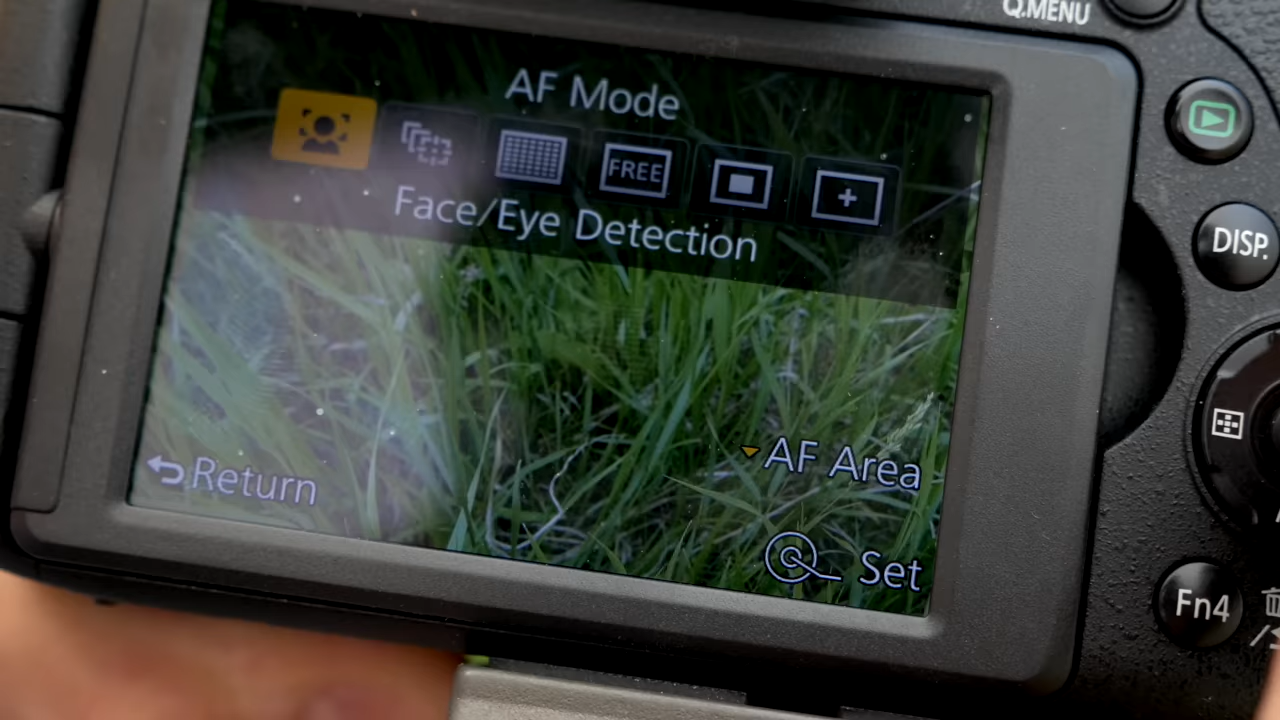 Q.MENU
AF Mode
FREE
Face/Eye Detection
DISP.
AF Area
Return
Set
Fn4